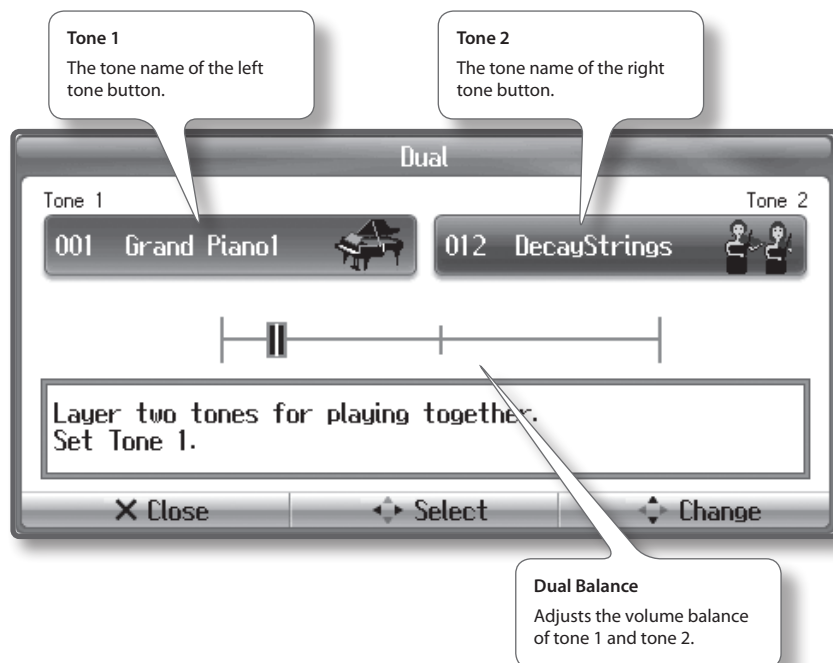 Tone 1
The tone name of the left
tone button.
Tone 2
The tone name of the right
tone button.
Dual
Tone 1
Tone 2
001 Grand Piano1
012 DecayStrings
Layer two tones for playing together.
Set Tone 1.
Close
Select
Change
Dual Balance
Adjusts the volume balance
of tone 1 and tone 2.